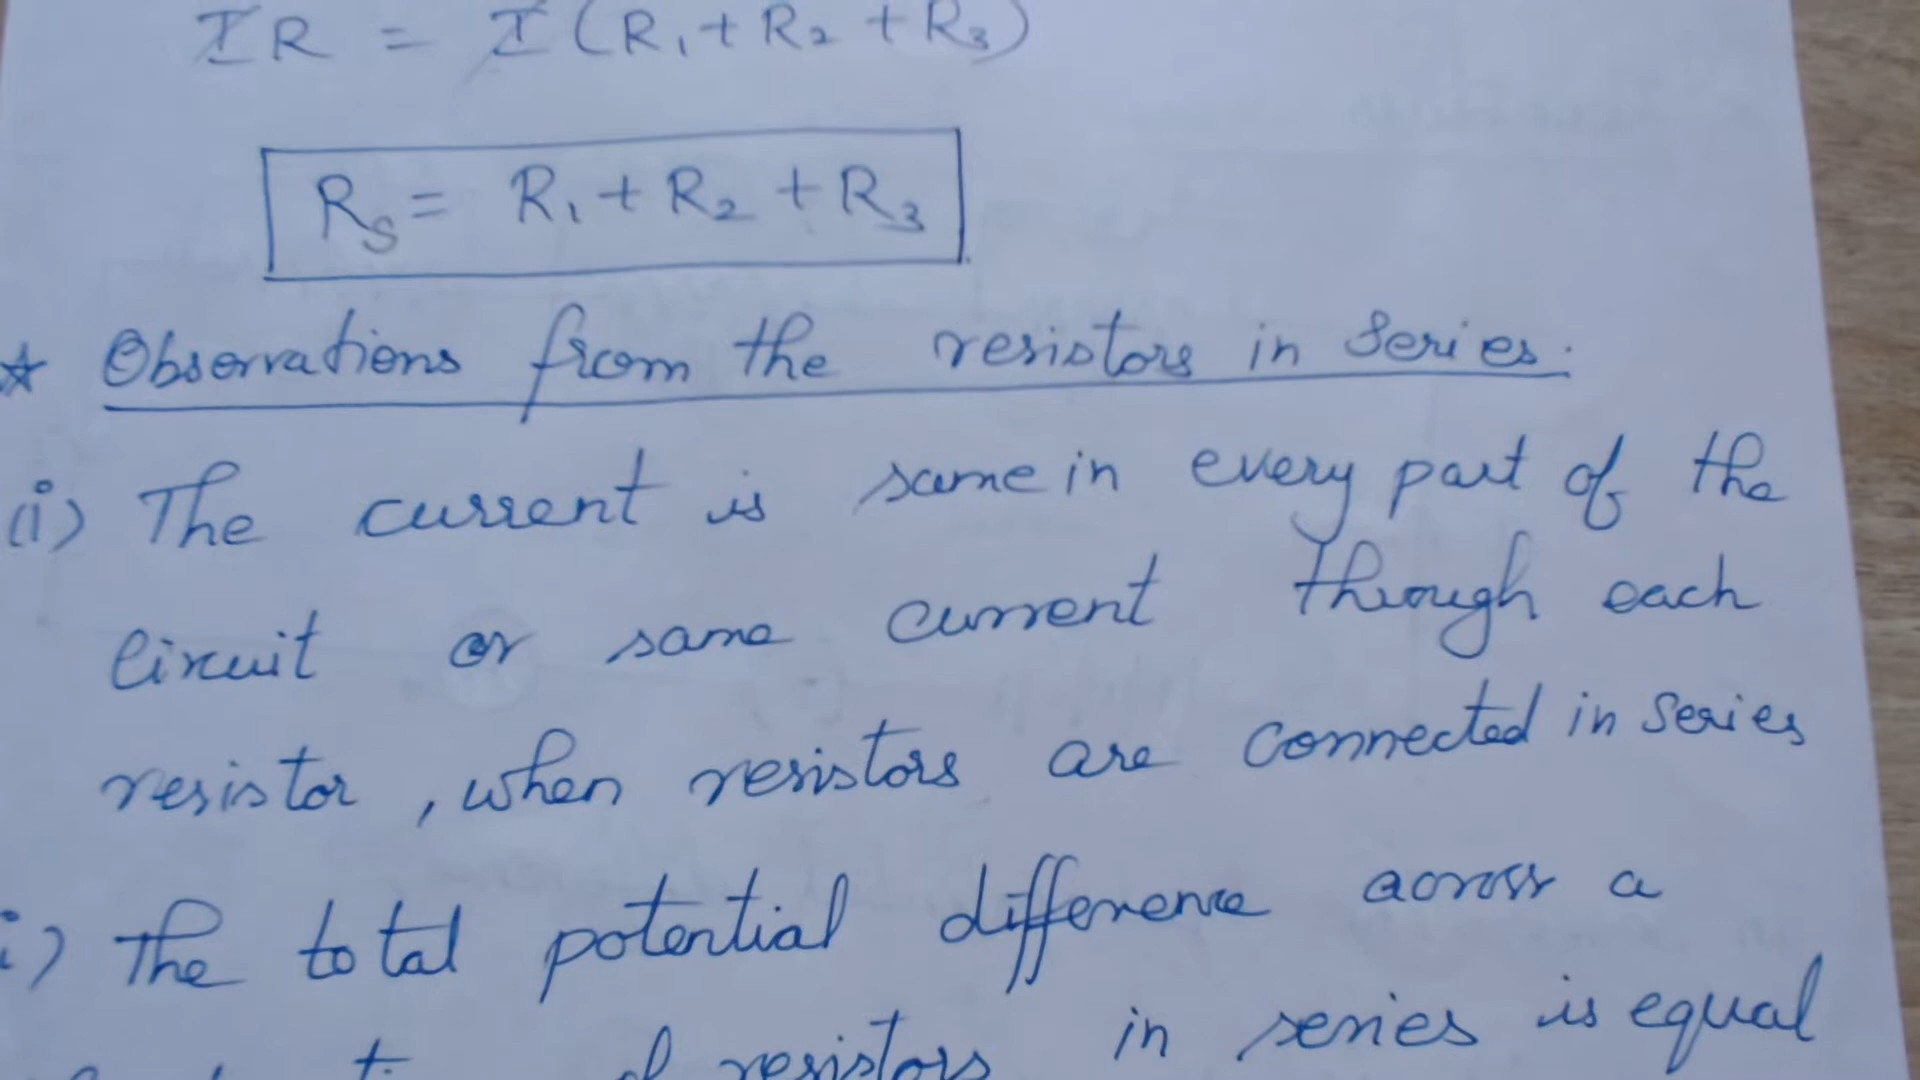 IR = I (R₁ + R₂ + R₃)
Rs = R₁ + R₂ + R₃
☆ Observations from the resistors in series.
(i) The current is same in every part of the
circuit or same current through each
resistor, when resistors are connected in series
i) The total potential difference across a
of resistors in series is equal